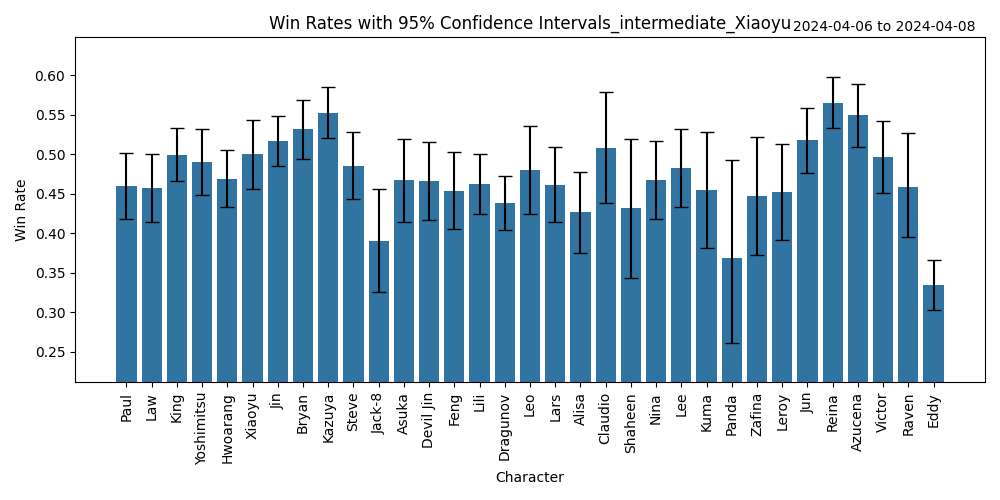 Win Rates with 95% Confidence Intervals_intermediate_Xiaoyu
2024-04-06 to 2024-04-08
Win Rate
0.60
0.55
0.50
0.45
0.40
0.35
0.30
0.25
Paul
Law
King
Yoshimitsu
Hwoarang
Xiaoyu
Jin
Bryan
Kazuya
Steve
Jack-8
Asuka
Devil Jin
Feng
Lili
Dragunov
Leo
Lars
Alisa
Claudio
Shaheen
Nina
Lee
Kuma
Panda
Zafina
Leroy
Jun
Reina
Azucena
Victor
Raven
Eddy
Character